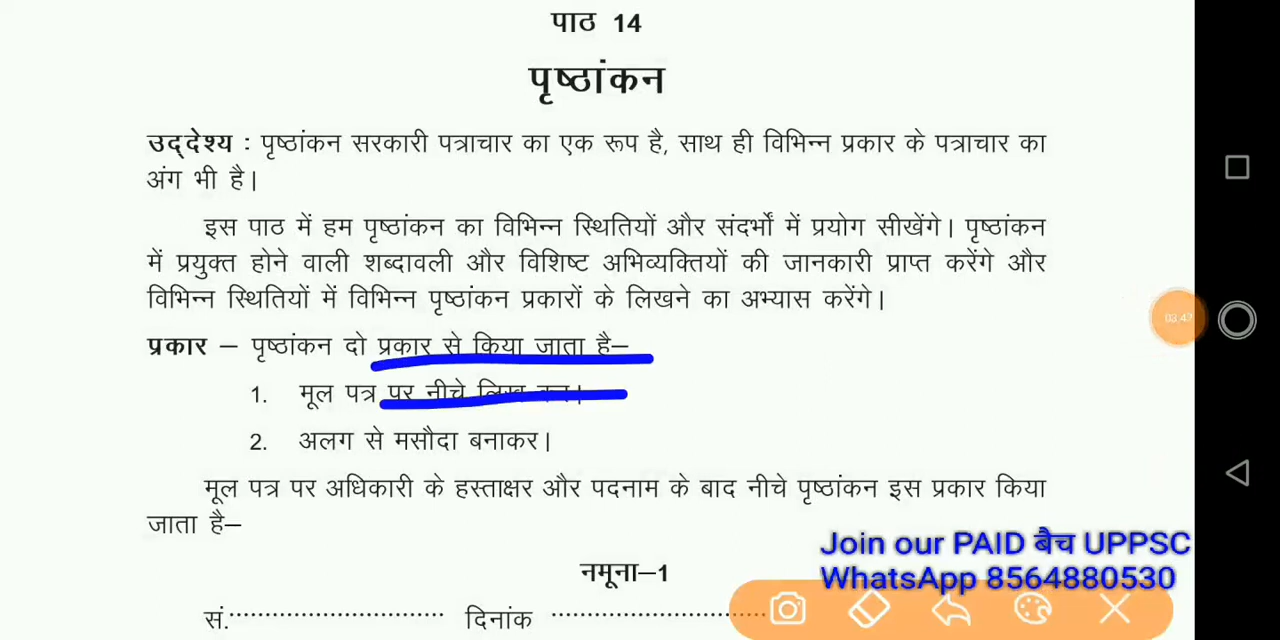 पाठ 14
पृष्ठांकन
उद्देश्य : पृष्ठांकन सरकारी पत्राचार का एक रूप है, साथ ही विभिन्न प्रकार के पत्राचार का
अंग भी है।
इस पाठ में हम पृष्ठांकन का विभिन्न स्थितियों और संदर्भों में प्रयोग सीखेंगे। पृष्ठांकन
में प्रयुक्त होने वाली शब्दावली और विशिष्ट अभिव्यक्तियों की जानकारी प्राप्त करेंगे और
विभिन्न स्थितियों में विभिन्न पृष्ठांकन प्रकारों के लिखने का अभ्यास करेंगे।
प्रकार – पृष्ठांकन दो प्रकार से किया जाता है–
1. मूल पत्र पर नीचे लिख कर।
2. अलग से मसौदा बनाकर।
मूल पत्र पर अधिकारी के हस्ताक्षर और पदनाम के बाद नीचे पृष्ठांकन इस प्रकार किया
जाता है–
नमूना–1
सं.................................... दिनांक ....................................
03:47
Join our PAID बैच UPPSC
WhatsApp 8564880530